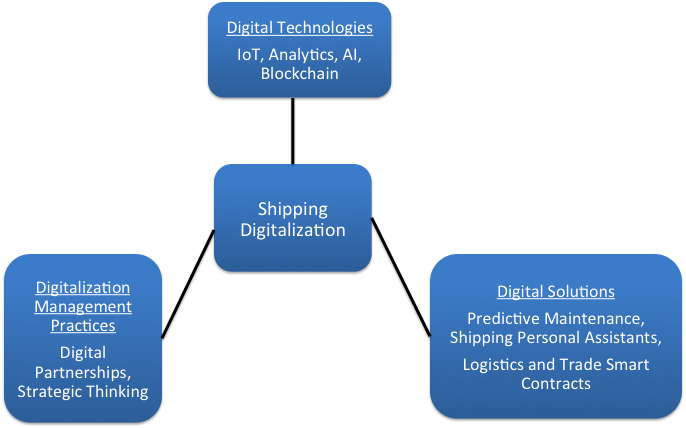 Digital Technologies
IoT, Analytics, AI,
Blockchain
Shipping
Digitalization
Digitalization
Management
Practices
Digital
Partnerships,
Strategic Thinking
Digital Solutions
Predictive Maintenance,
Shipping Personal Assistants,
Logistics and Trade Smart
Contracts